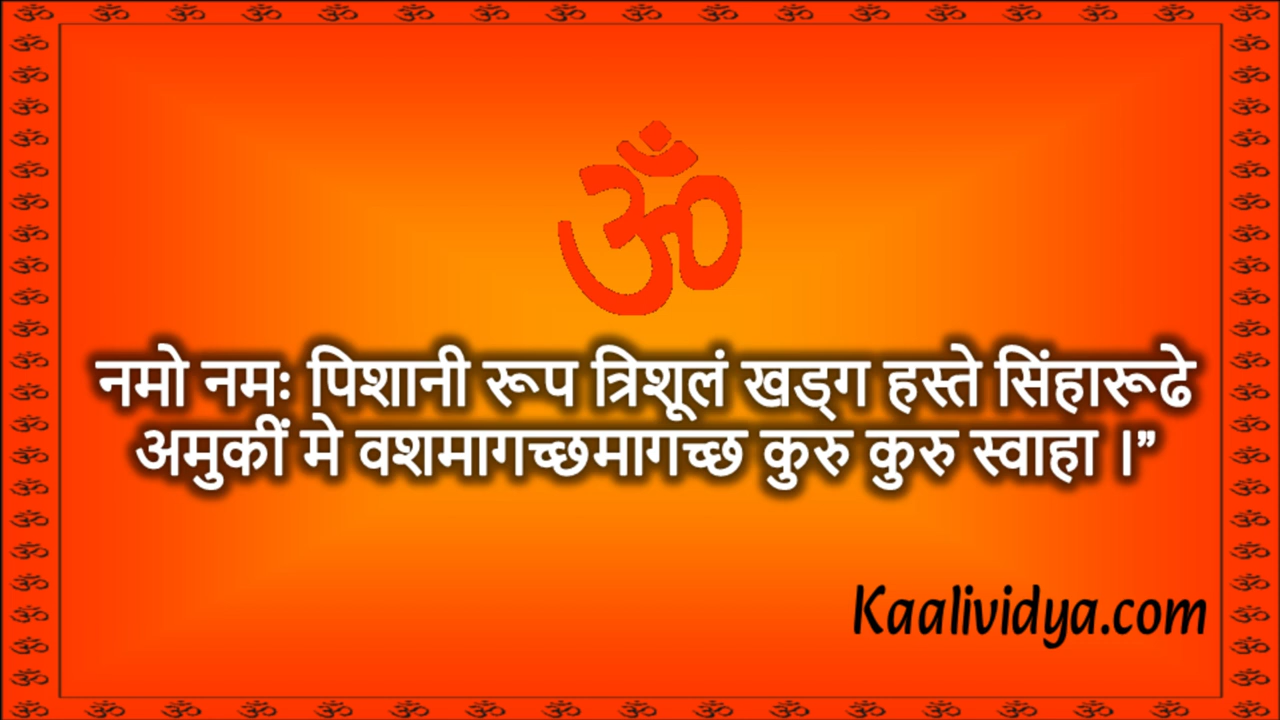 ॐ
नमो नमः पिशानी रूप त्रिशूलं खड्ग हस्ते सिंहारूढे
अमुकीं मे वशमागच्छमागच्छ कुरु कुरु स्वाहा ।”
Kaalividya.com